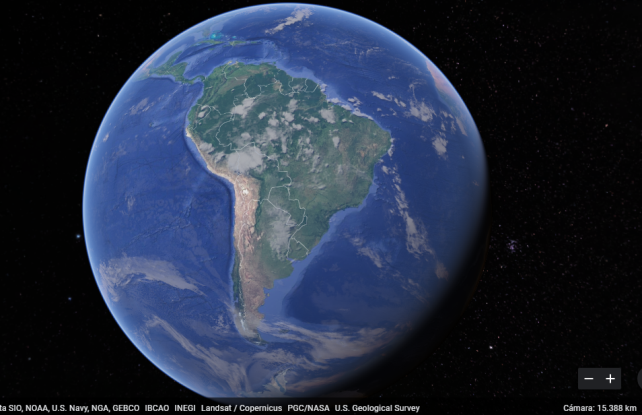 ta SIO, NOAA, U.S. Navy, NGA, GEBCO IBCAO INEGI Landsat / Copernicus PGC/NASA U.S. Geological Survey Cámara: 15.388 km